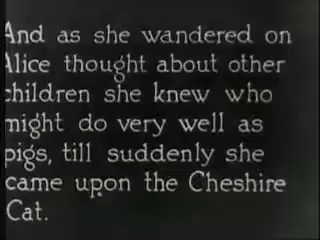 And as she wandered on
Alice thought about other
children she knew who
might do very well as
pigs, till suddenly she
came upon the Cheshire
Cat.